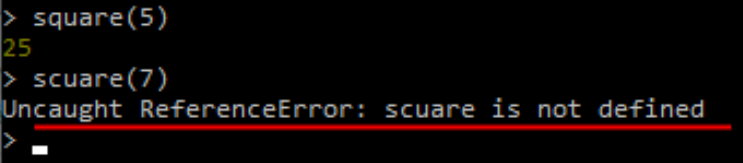 > square(5)
25
> scuare(7)
Uncaught ReferenceError: scuare is not defined
>